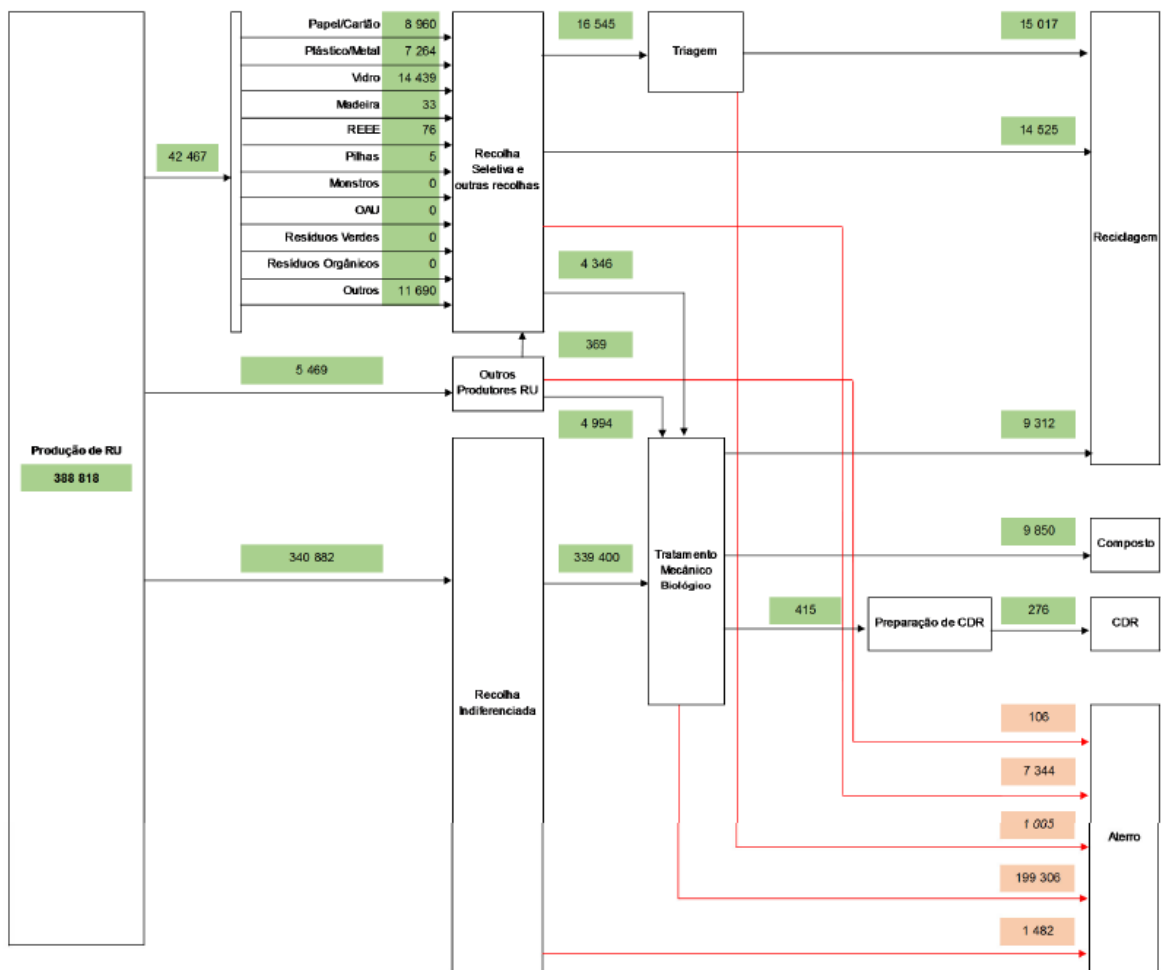 Papel/Cartão 8 960
Plástico/Metal 7 264
Vidro 14 439
Madeira 33
REEE 76
Pilhas 5
Monstros 0
OAU 0
Resíduos Verdes 0
Resíduos Orgânicos 0
Outros 11 690
42 467
Recolha
Seletiva e
outras recolhas
16 545
Triagem
15 017
14 525
Reciclagem
4 346
369
5 469
Outros
Produtores RU
4 994
9 312
Produção de RU
388 818
340 882
339 400
Tratamento
Mecânico
Biológico
9 850
Composto
415
Preparação de CDR
276
CDR
Recolha
Indiferenciada
106
7 344
1 005
Aterro
199 306
1 482